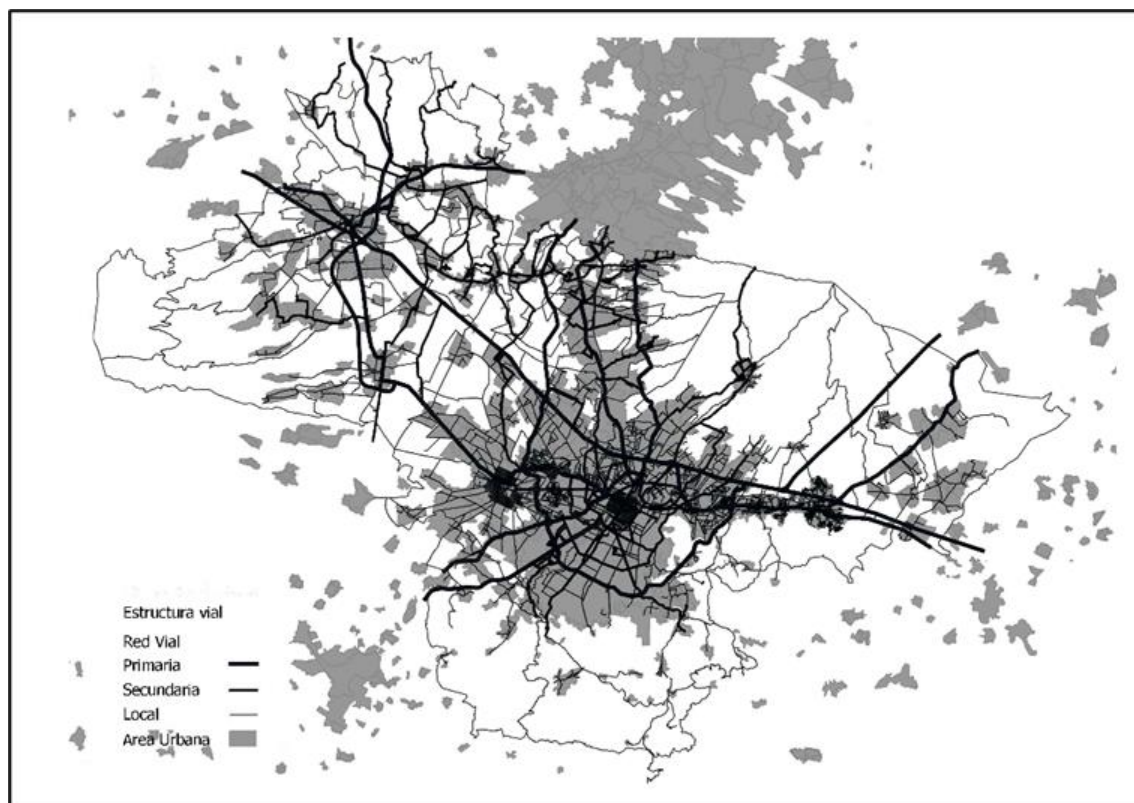 Estructura vial
Red Vial
Primaria
Secundaria
Local
Area Urbana